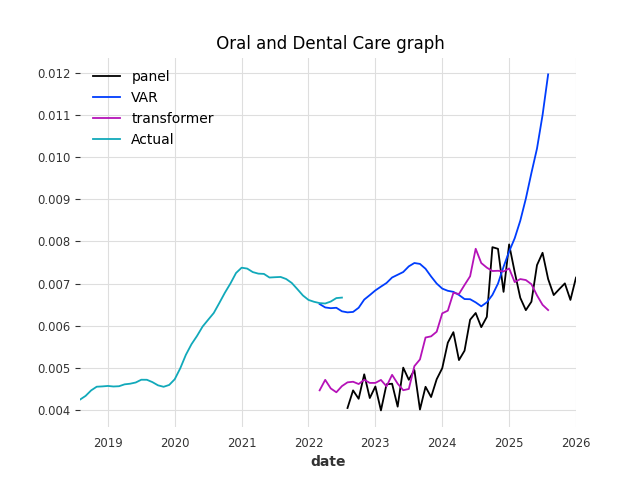 Oral and Dental Care graph
panel
VAR
transformer
Actual
0.012
0.011
0.010
0.009
0.008
0.007
0.006
0.005
0.004
2019 2020 2021 2022 2023 2024 2025 2026
date